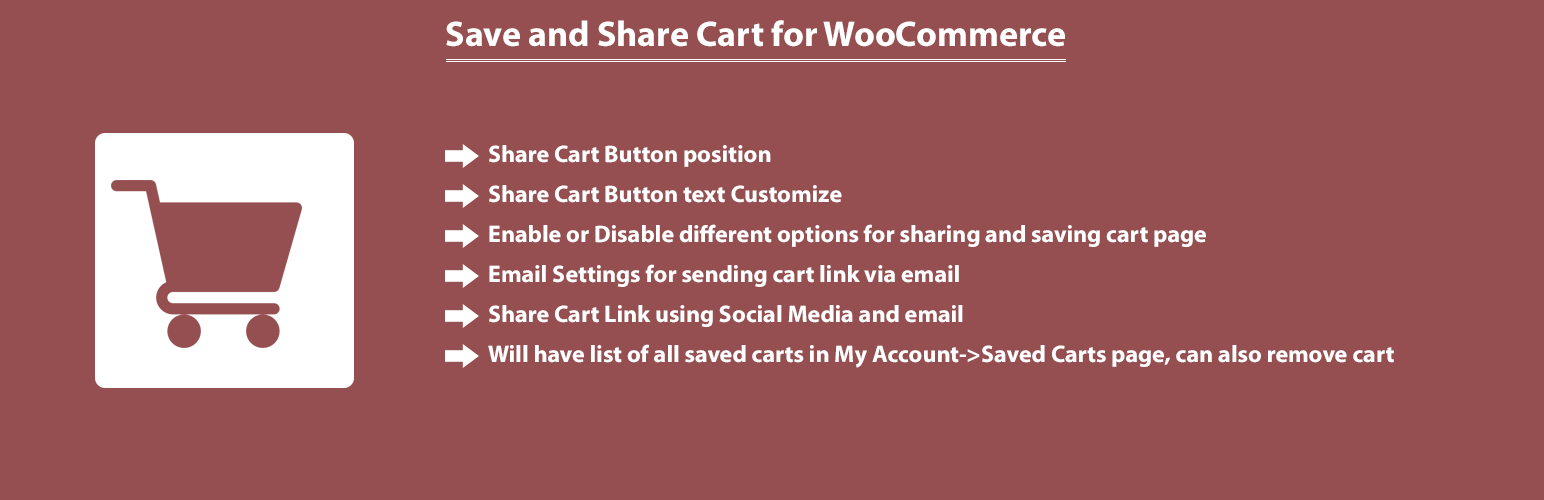 Save and Share Cart for WooCommerce
Share Cart Button position
Share Cart Button text Customize
Enable or Disable different options for sharing and saving cart page
Email Settings for sending cart link via email
Share Cart Link using Social Media and email
Will have list of all saved carts in My Account->Saved Carts page, can also remove cart